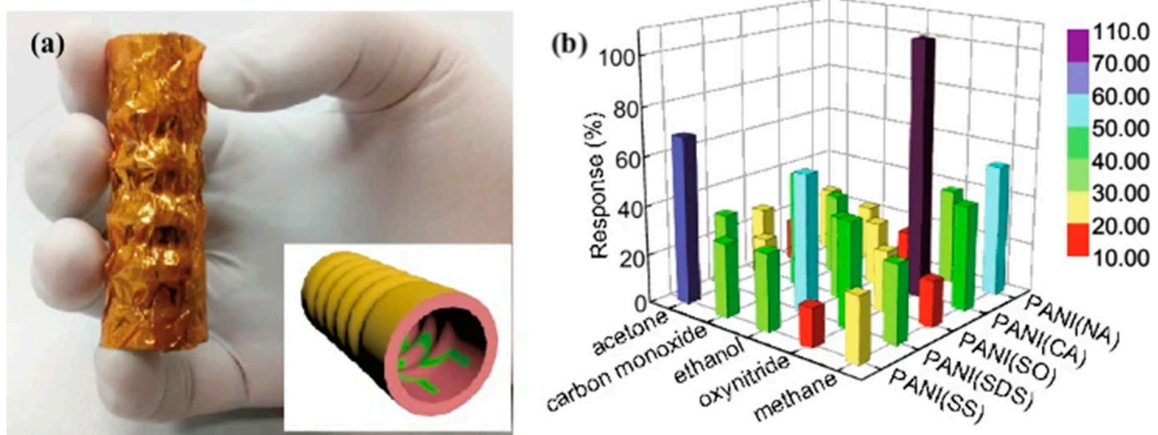 (a)
(b)
Response (%)
100
80
60
40
20
0
acetone
carbon monoxide
ethanol
oxynitride
methane
PANI(SS)
PANI(SDS)
PANI(SO)
PANI(CA)
PANI(NA)
110.0
70.00
60.00
50.00
40.00
30.00
20.00
10.00